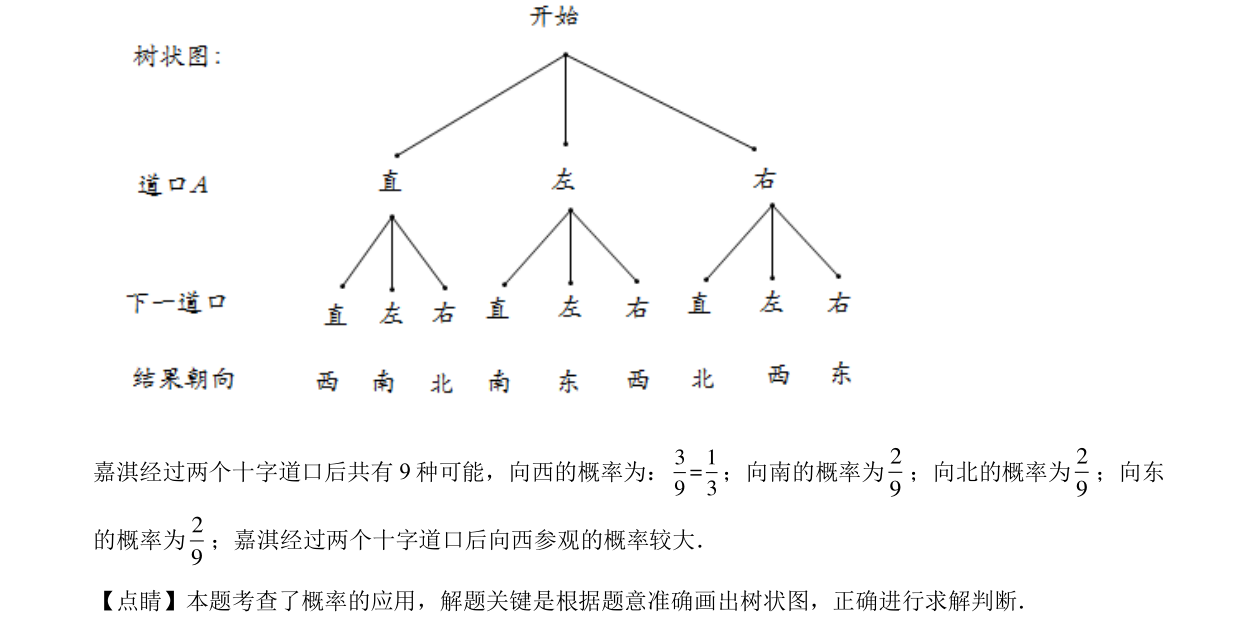 开始
树状图：
道口A 直 左 右
下一道口 直 左 右 直 左 右 直 左 右
结果朝向 西 南 北 南 东 西 北 西 东
嘉淇经过两个十字道口后共有 9 种可能，向西的概率为：3/9=1/3；向南的概率为2/9；向北的概率为2/9；向东
的概率为2/9；嘉淇经过两个十字道口后向西参观的概率较大．
【点睛】本题考查了概率的应用，解题关键是根据题意准确画出树状图，正确进行求解判断．